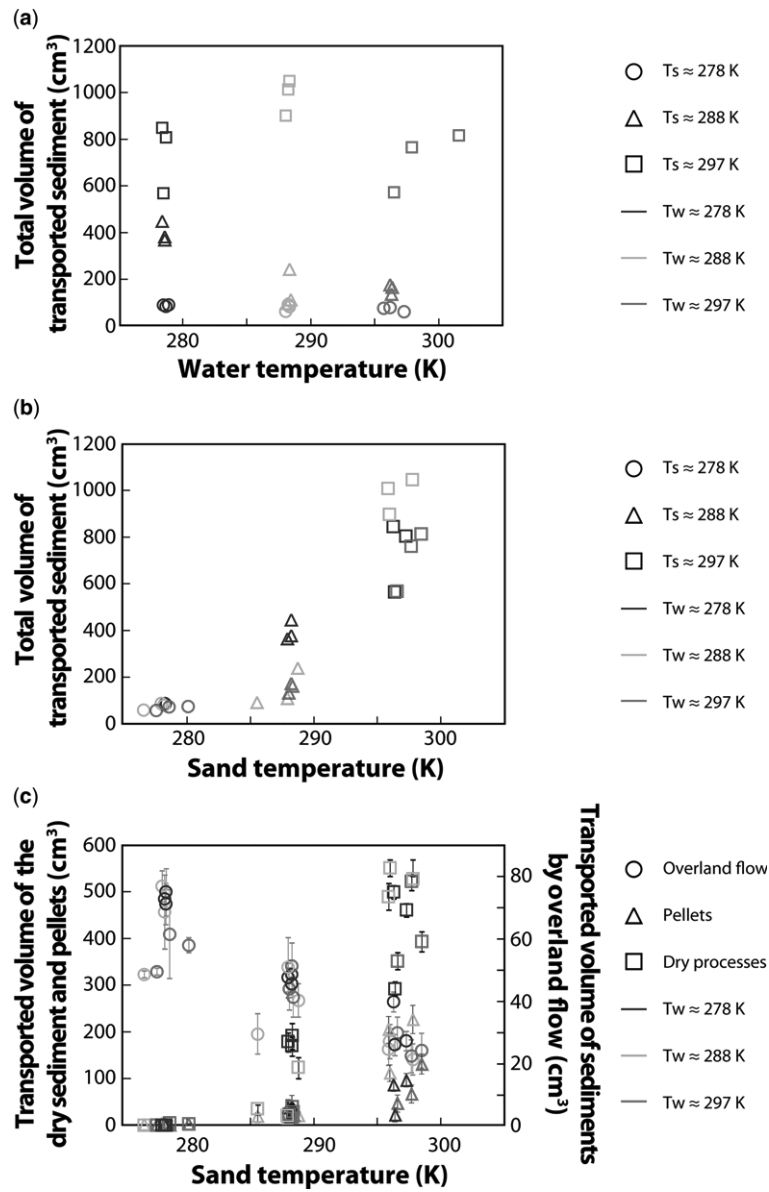 (a)
Total volume of
transported sediment (cm³)
1200
1000
800
600
400
200
0
280
290
300
Water temperature (K)
Ts ≈ 278 K
Ts ≈ 288 K
Ts ≈ 297 K
Tw ≈ 278 K
Tw ≈ 288 K
Tw ≈ 297 K
(b)
Total volume of
transported sediment (cm³)
1200
1000
800
600
400
200
0
280
290
300
Sand temperature (K)
Ts ≈ 278 K
Ts ≈ 288 K
Ts ≈ 297 K
Tw ≈ 278 K
Tw ≈ 288 K
Tw ≈ 297 K
(c)
Transported volume of the
dry sediment and pellets (cm³)
600
500
400
300
200
100
0
280
290
300
Sand temperature (K)
80
60
40
20
0
Transported volume of sediments
by overland flow (cm³)
Overland flow
Pellets
Dry processes
Tw ≈ 278 K
Tw ≈ 288 K
Tw ≈ 297 K